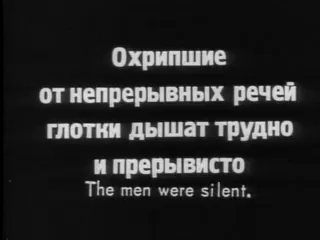 Охрипшие
от непрерывных речей
глотки дышат трудно
и прерывисто
The men were silent.